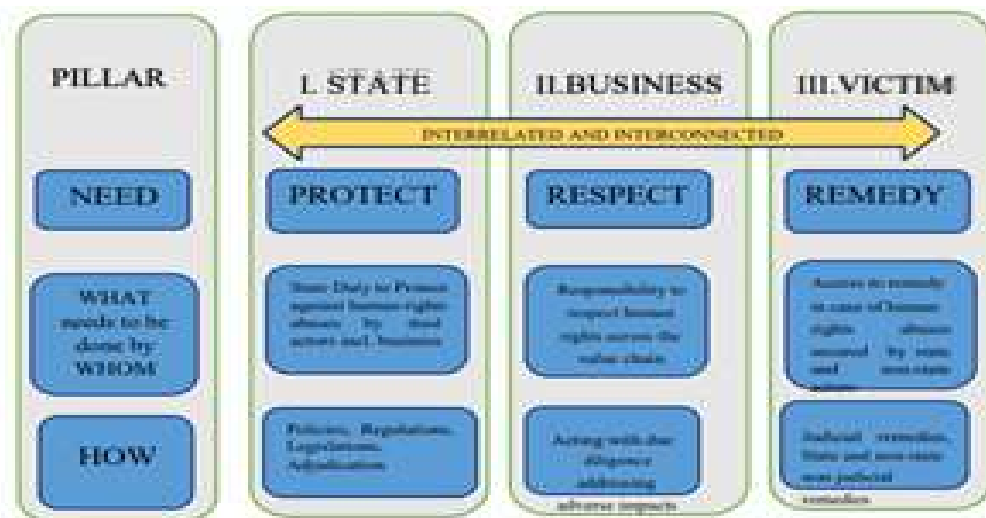 PILLAR
I. STATE
II.BUSINESS
III.VICTIM
INTERRELATED AND INTERCONNECTED
NEED
PROTECT
RESPECT
REMEDY
WHAT
needs to be
done by
WHOM
State Duty to Protect
against human rights
abuses by third
actors incl. business
Responsibility to
respect human
rights across the
value chain
Access to remedy
in case of human
rights abuses
by state
and non-state
HOW
Policies, Regulations,
Legislations,
Adjudication
Acting with due
diligence
addressing
adverse impacts
Judicial remedies,
State and non-state
non judicial
remedies